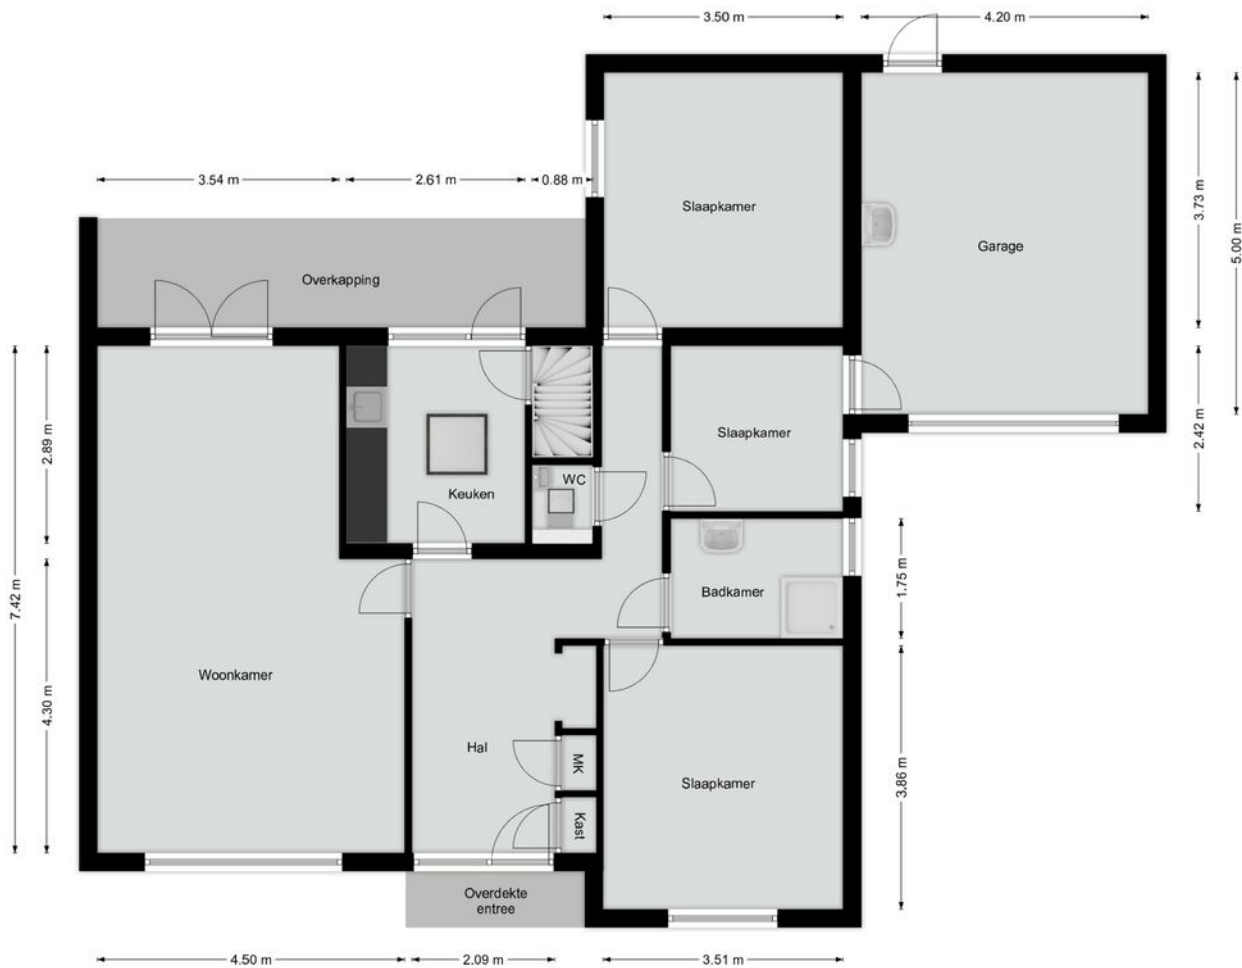 3.50 m
4.20 m
3.54 m
2.61 m
0.88 m
Slaapkamer
3.73 m
5.00 m
Garage
Overkapping
2.89 m
Slaapkamer
2.42 m
WC
Keuken
7.42 m
Badkamer
1.75 m
Woonkamer
4.30 m
Hal
MK
Slaapkamer
3.86 m
Kast
Overdekte
entree
4.50 m
2.09 m
3.51 m